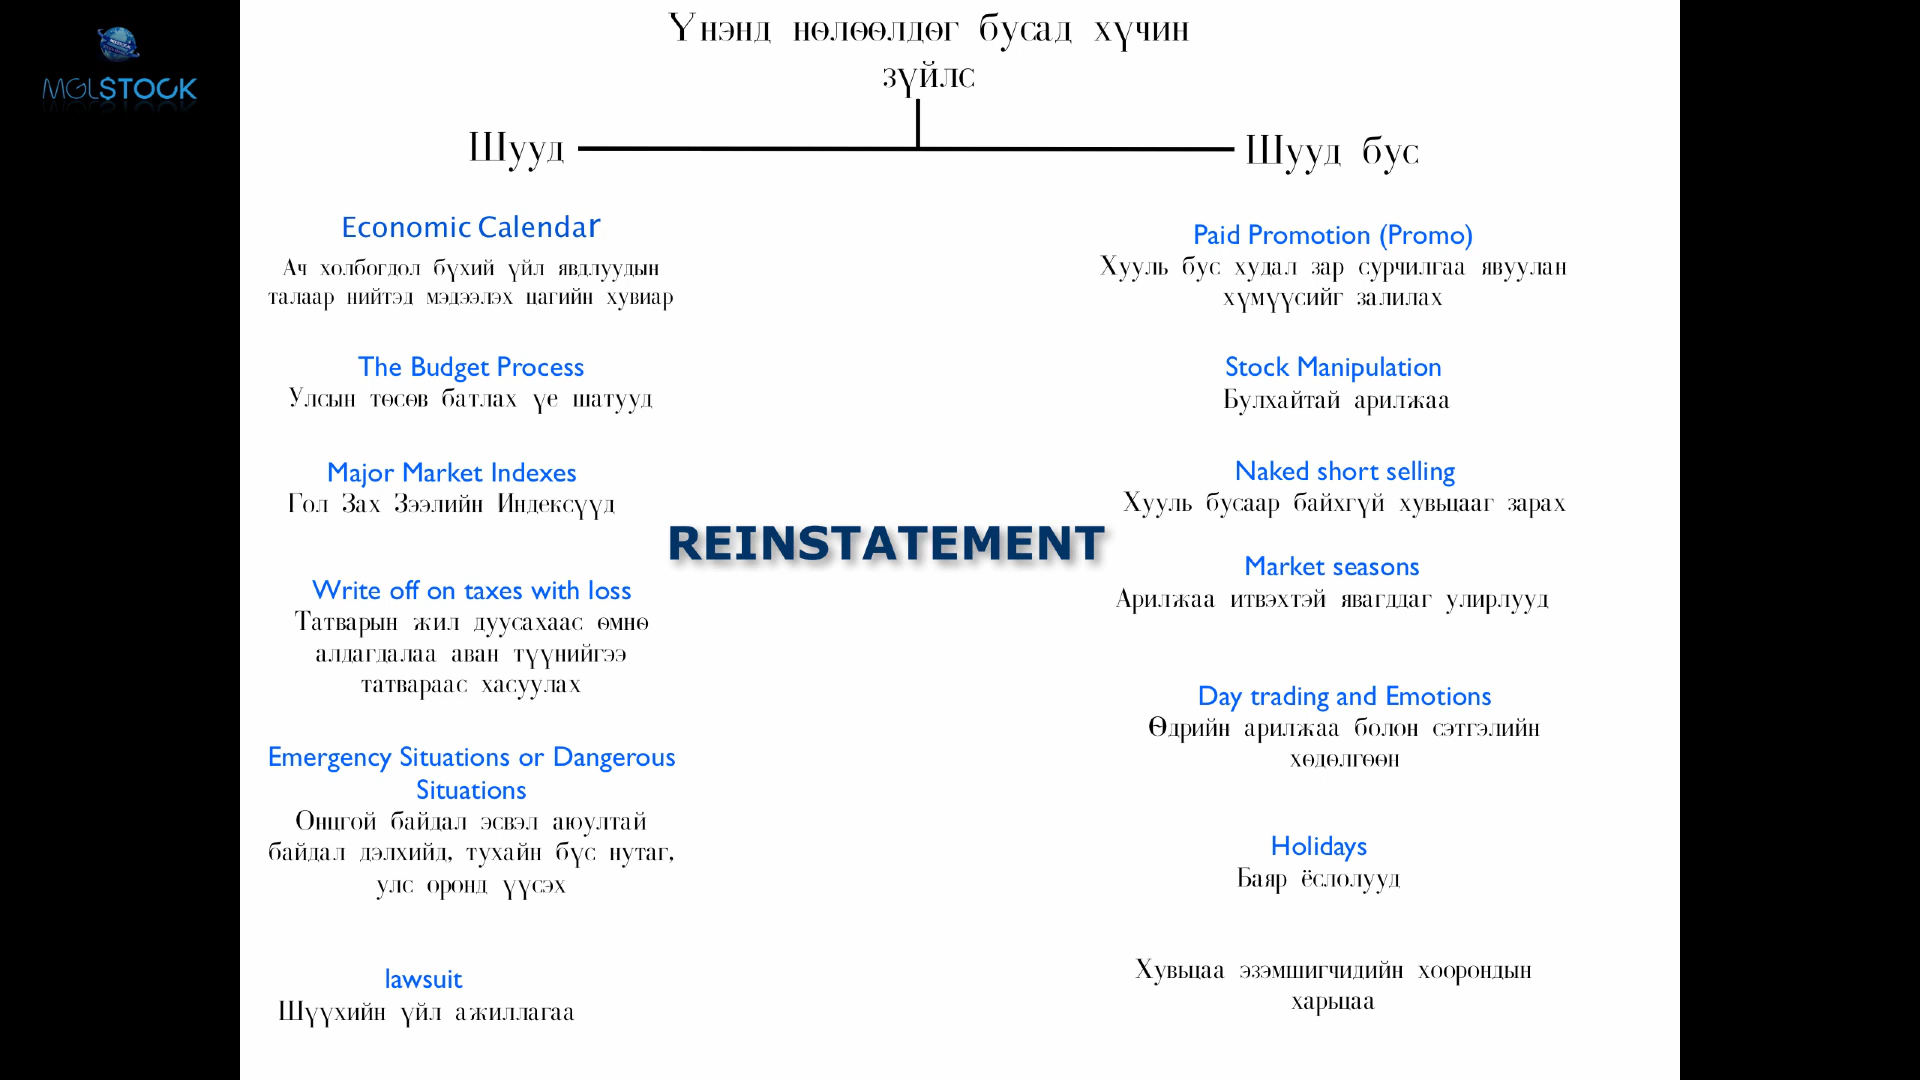 MGL$TOCK
Үнэнд нөлөөлдөг бусад хүчин
зүйлс
Шууд
Шууд бус
Economic Calendar
Ач холбогдол бүхий үйл явдлуудын
талаар нийтэд мэдээлэх цагийн хувиар
The Budget Process
Улсын төсөв батлах үе шатууд
Major Market Indexes
Гол Зах Зээлийн Индексүүд
Write off on taxes with loss
Татварын жил дуусахаас өмнө
алдагдалаа аван түүнийгээ
татвараас хасуулах
Emergency Situations or Dangerous
Situations
Онцгой байдал эсвэл аюултай
байдал дэлхийд, тухайн бүс нутаг,
улс оронд үүсэх
lawsuit
Шүүхийн үйл ажиллагаа
REINSTATEMENT
Paid Promotion (Promo)
Хууль бус худал зар сурчилгаа явуулан
хүмүүсийг залилах
Stock Manipulation
Булхайтай арилжаа
Naked short selling
Хууль бусаар байхгүй хувьцааг зарах
Market seasons
Арилжаа итвэхтэй явагддаг улирлууд
Day trading and Emotions
Өдрийн арилжаа болон сэтгэлийн
хөдөлгөөн
Holidays
Баяр ёслолууд
Хувьцаа эзэмшигчидийн хоорондын
харьцаа